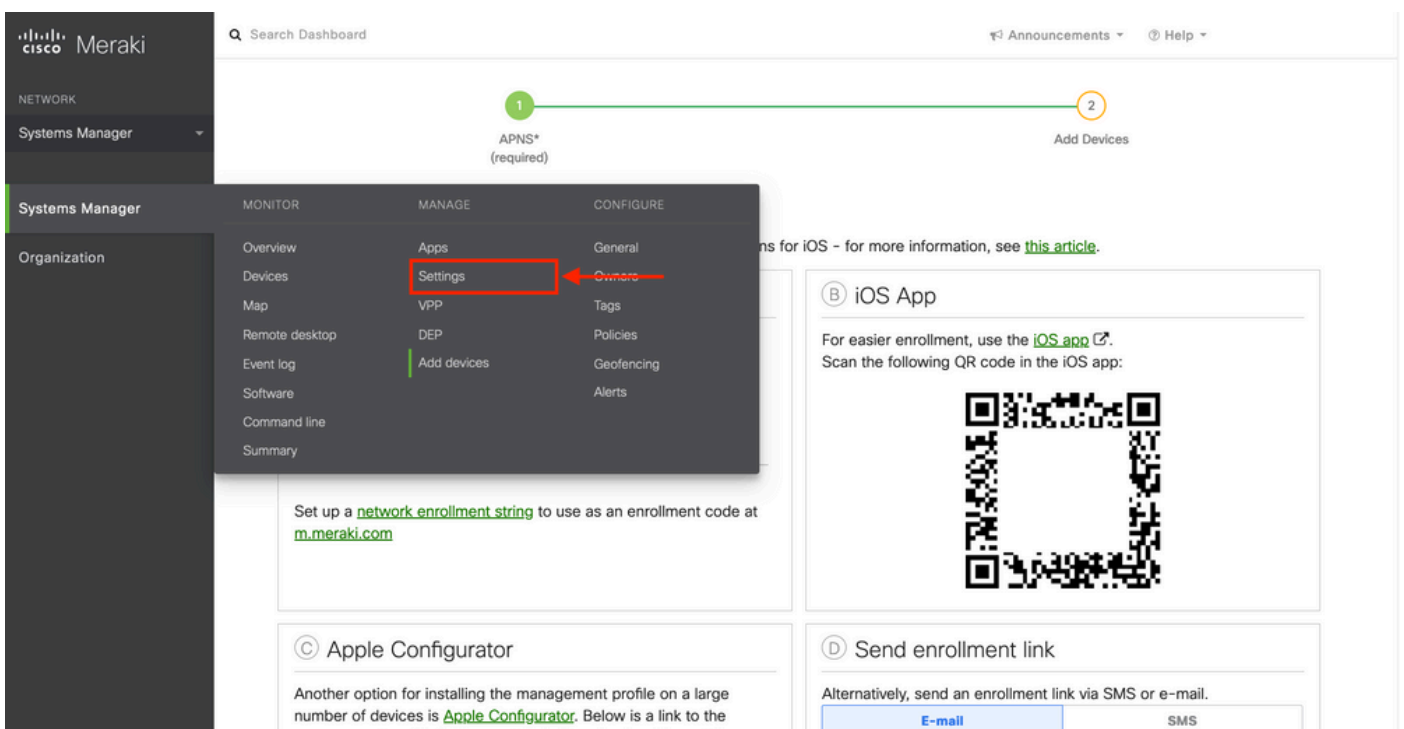 cisco Meraki
Search Dashboard
Announcements
Help
NETWORK
Systems Manager
1
2
APNS*
(required)
Add Devices
Systems Manager
Organization
MONITOR
Overview
Devices
Map
Remote desktop
Event log
Software
Command line
Summary
MANAGE
Apps
Settings
VPP
DEP
Add devices
CONFIGURE
General
Owners
Tags
Policies
Geofencing
Alerts
ns for iOS - for more information, see this article.
Set up a network enrollment string to use as an enrollment code at
m.meraki.com
B iOS App
For easier enrollment, use the iOS app.
Scan the following QR code in the iOS app:
C Apple Configurator
Another option for installing the management profile on a large
number of devices is Apple Configurator. Below is a link to the
D Send enrollment link
Alternatively, send an enrollment link via SMS or e-mail.
E-mail
SMS